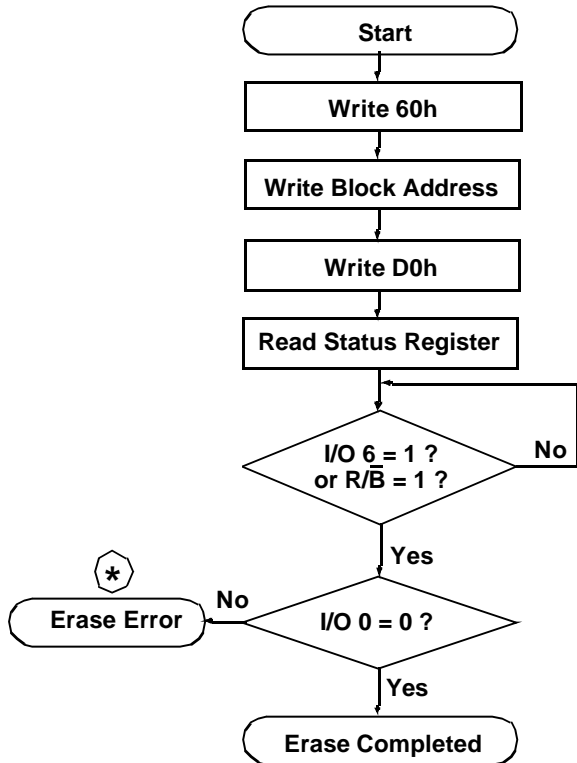 Start
Write 60h
Write Block Address
Write D0h
Read Status Register
I/O 6 = 1 ?
or R/B̅ = 1 ?
No
Yes
*
Erase Error
No
I/O 0 = 0 ?
Yes
Erase Completed